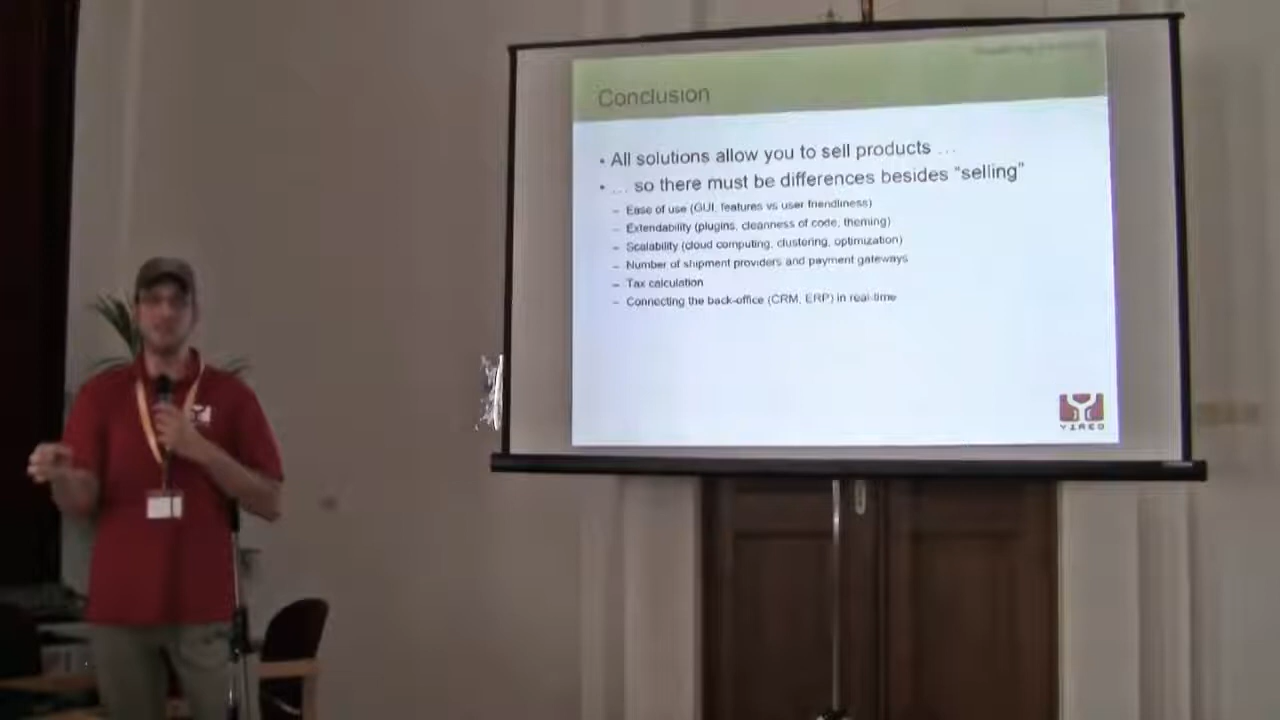 Conclusion
• All solutions allow you to sell products ...
• ... so there must be differences besides “selling”
– Ease of use (GUI, features vs user friendliness)
– Extendability (plugins, cleanness of code, theming)
– Scalability (cloud computing, clustering, optimization)
– Number of shipment providers and payment gateways
– Tax calculation
– Connecting the back-office (CRM, ERP) in real-time
YIREO